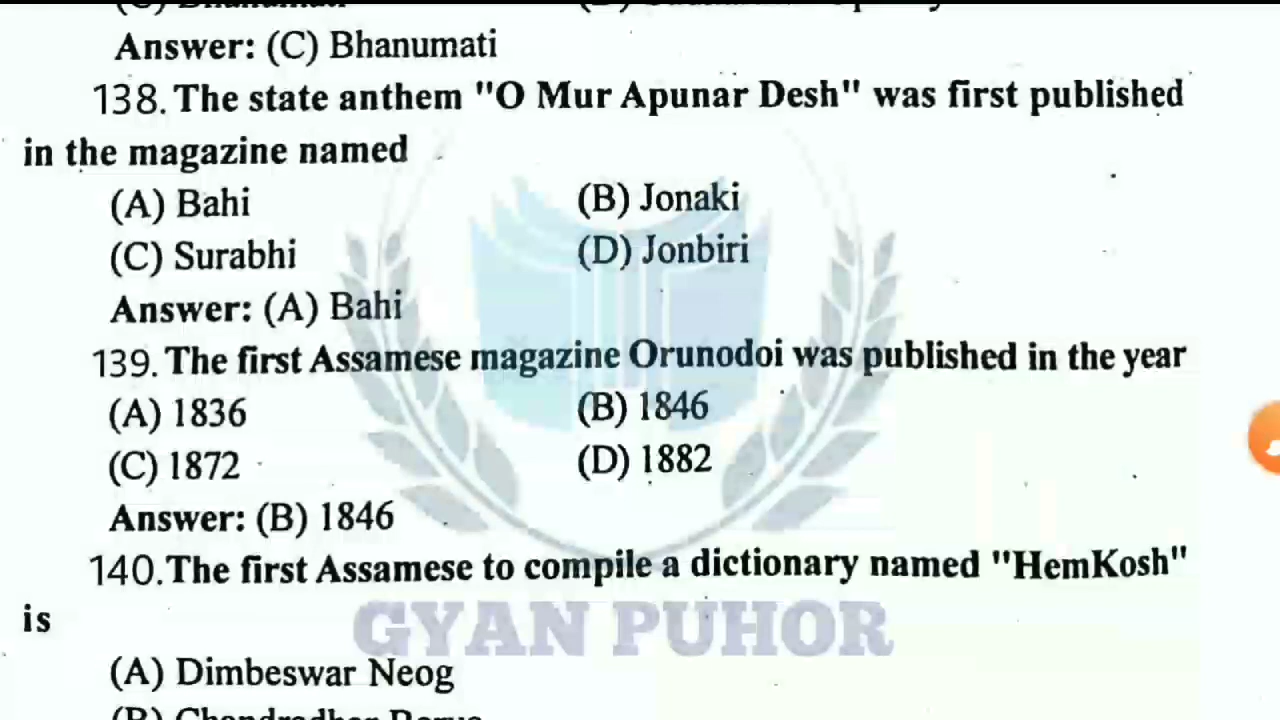 Answer: (C) Bhanumati
138. The state anthem "O Mur Apunar Desh" was first published
in the magazine named
(A) Bahi (B) Jonaki
(C) Surabhi (D) Jonbiri
Answer: (A) Bahi
139. The first Assamese magazine Orunodoi was published in the year
(A) 1836 (B) 1846
(C) 1872 (D) 1882
Answer: (B) 1846
140. The first Assamese to compile a dictionary named "HemKosh"
is
GYAN PUHOR
(A) Dimbeswar Neog